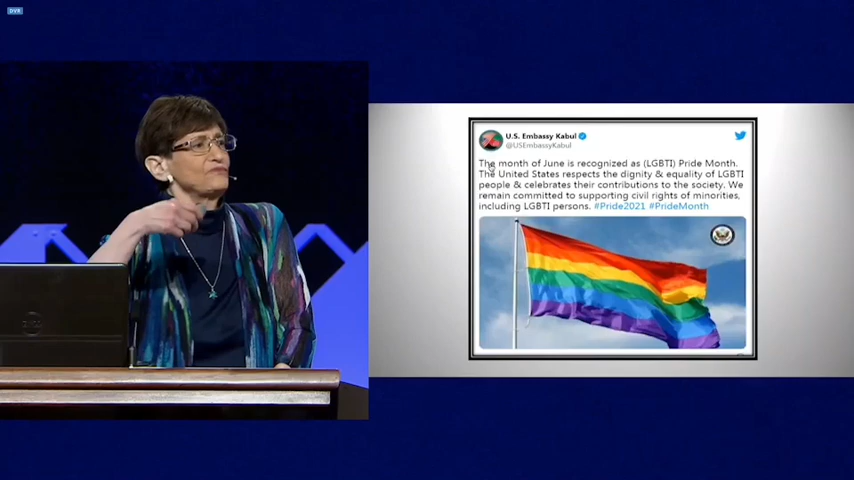 DVR
U.S. Embassy Kabul
@USEmbassyKabul
The month of June is recognized as (LGBTI) Pride Month.
The United States respects the dignity & equality of LGBTI
people & celebrates their contributions to the society. We
remain committed to supporting civil rights of minorities,
including LGBTI persons. #Pride2021 #PrideMonth